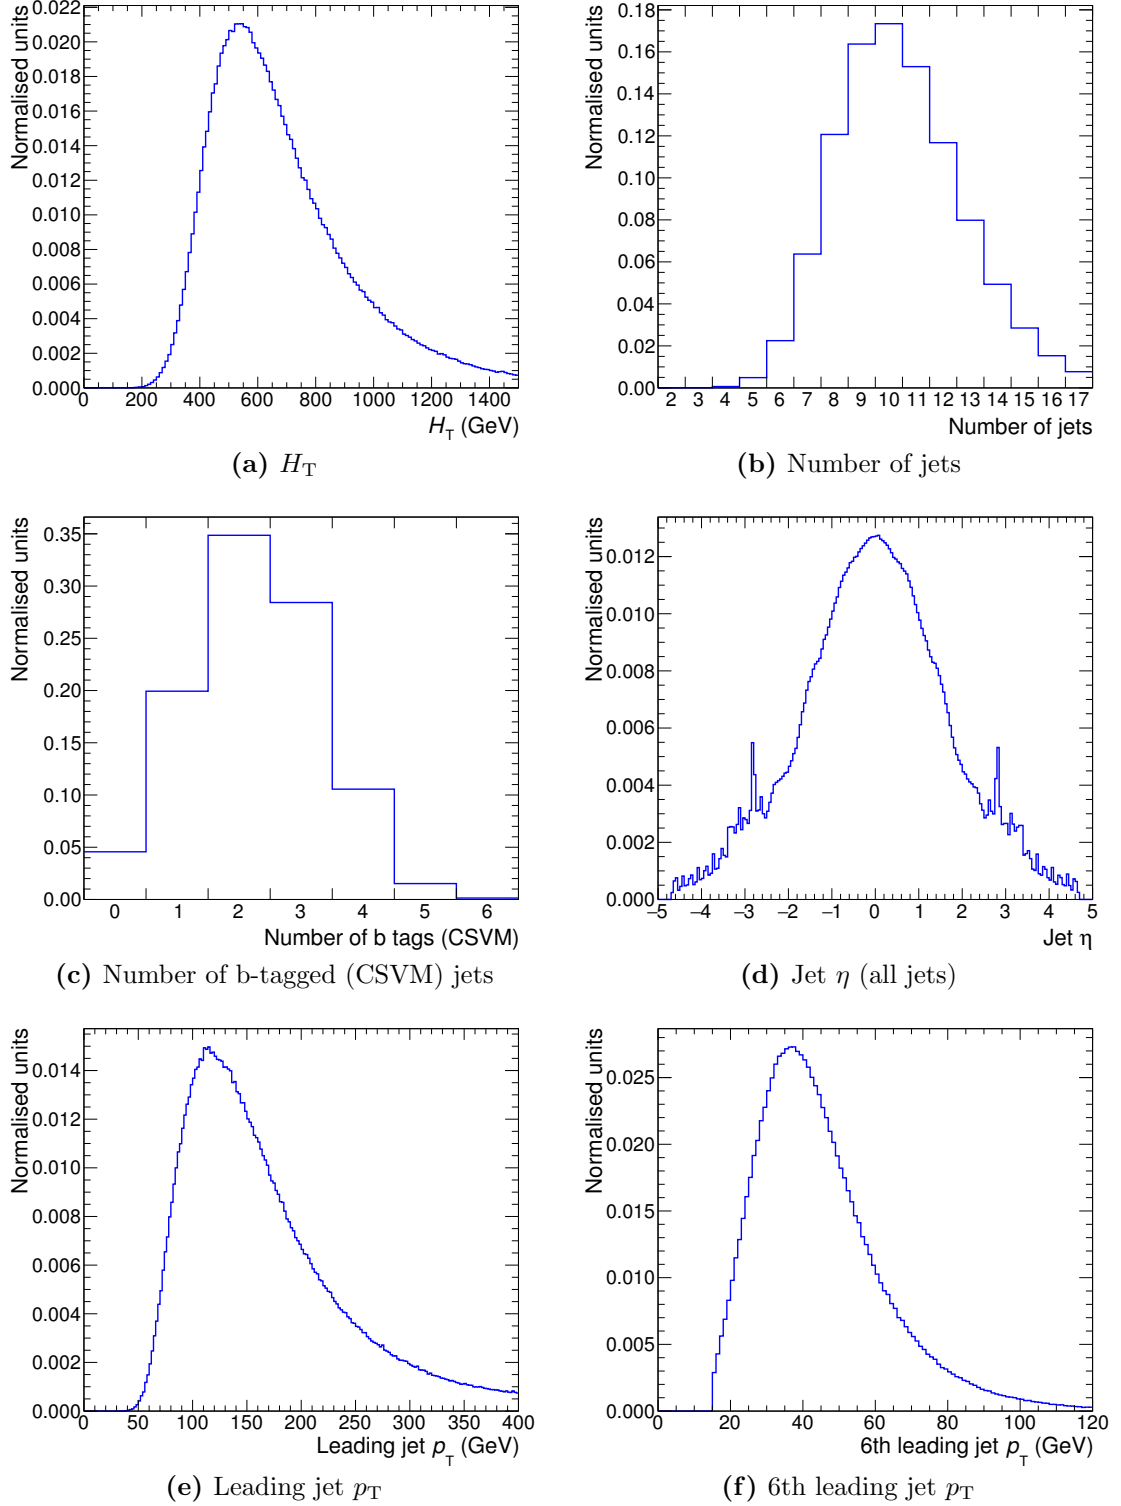 Normalised units
0.022
0.020
0.018
0.016
0.014
0.012
0.010
0.008
0.006
0.004
0.002
0.000
0 200 400 600 800 1000 1200 1400
H_T (GeV)
(a) H_T
Normalised units
0.18
0.16
0.14
0.12
0.10
0.08
0.06
0.04
0.02
0.00
2 3 4 5 6 7 8 9 10 11 12 13 14 15 16 17
Number of jets
(b) Number of jets
Normalised units
0.35
0.30
0.25
0.20
0.15
0.10
0.05
0.00
0 1 2 3 4 5 6
Number of b tags (CSVM)
(c) Number of b-tagged (CSVM) jets
Normalised units
0.012
0.010
0.008
0.006
0.004
0.002
0.000
−5 −4 −3 −2 −1 0 1 2 3 4 5
Jet η
(d) Jet η (all jets)
Normalised units
0.014
0.012
0.010
0.008
0.006
0.004
0.002
0.000
0 50 100 150 200 250 300 350 400
Leading jet p_T (GeV)
(e) Leading jet p_T
Normalised units
0.025
0.020
0.015
0.010
0.005
0.000
0 20 40 60 80 100 120
6th leading jet p_T (GeV)
(f) 6th leading jet p_T